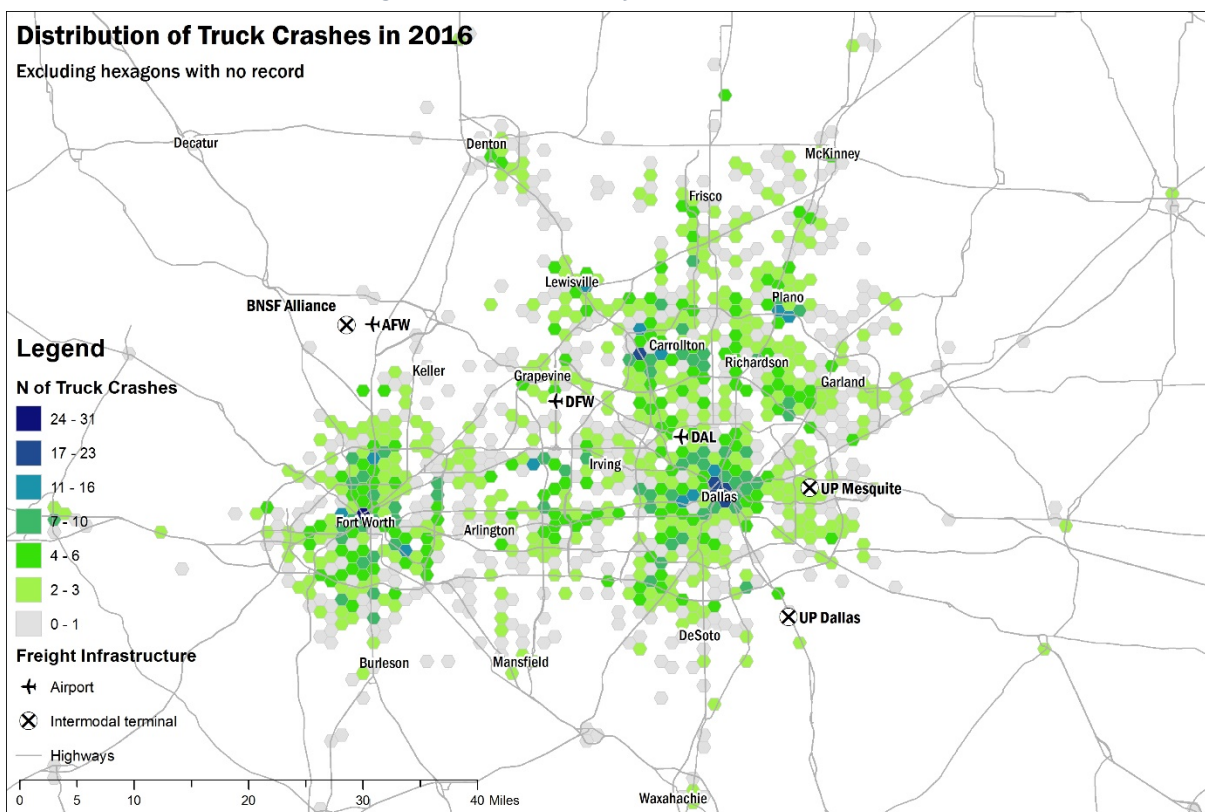 Distribution of Truck Crashes in 2016
Excluding hexagons with no record
Decatur
Denton
McKinney
Frisco
Lewisville
BNSF Alliance
AFW
Plano
Carrollton
Richardson
Keller
Grapevine
Garland
DFW
DAL
Irving
UP Mesquite
Dallas
Fort Worth
Arlington
UP Dallas
DeSoto
Burleson
Mansfield
Waxahachie
Legend
N of Truck Crashes
24 - 31
17 - 23
11 - 16
7 - 10
4 - 6
2 - 3
0 - 1
Freight Infrastructure
Airport
Intermodal terminal
Highways
0 5 10 20 30 40 Miles